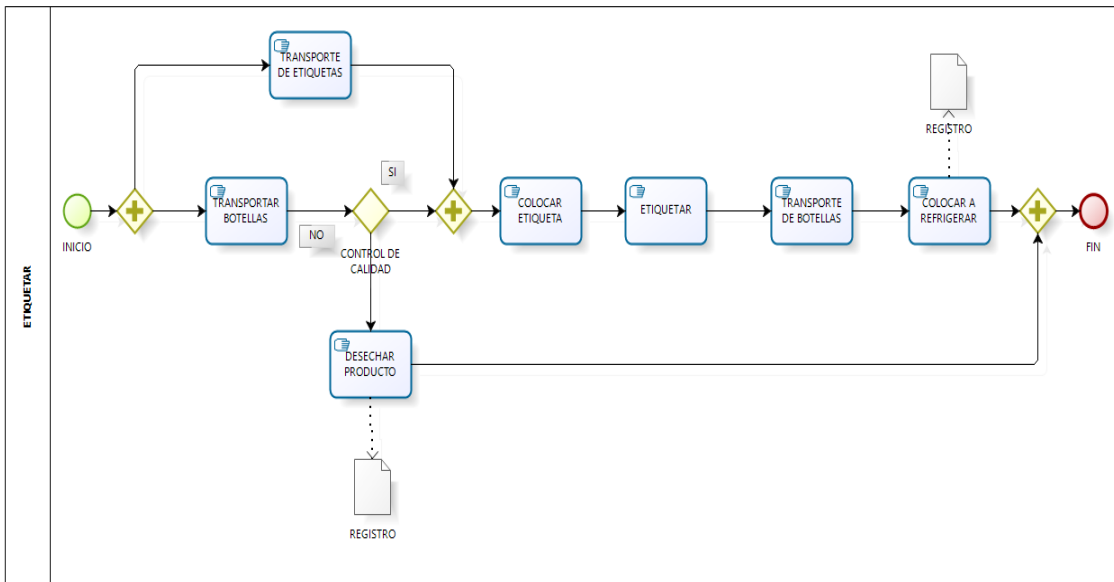 ETIQUETAR
TRANSPORTE
DE ETIQUETAS
REGISTRO
SI
INICIO
TRANSPORTAR
BOTELLAS
NO
CONTROL DE
CALIDAD
COLOCAR
ETIQUETA
ETIQUETAR
TRANSPORTE
DE BOTELLAS
COLOCAR A
REFRIGERAR
FIN
DESECHAR
PRODUCTO
REGISTRO